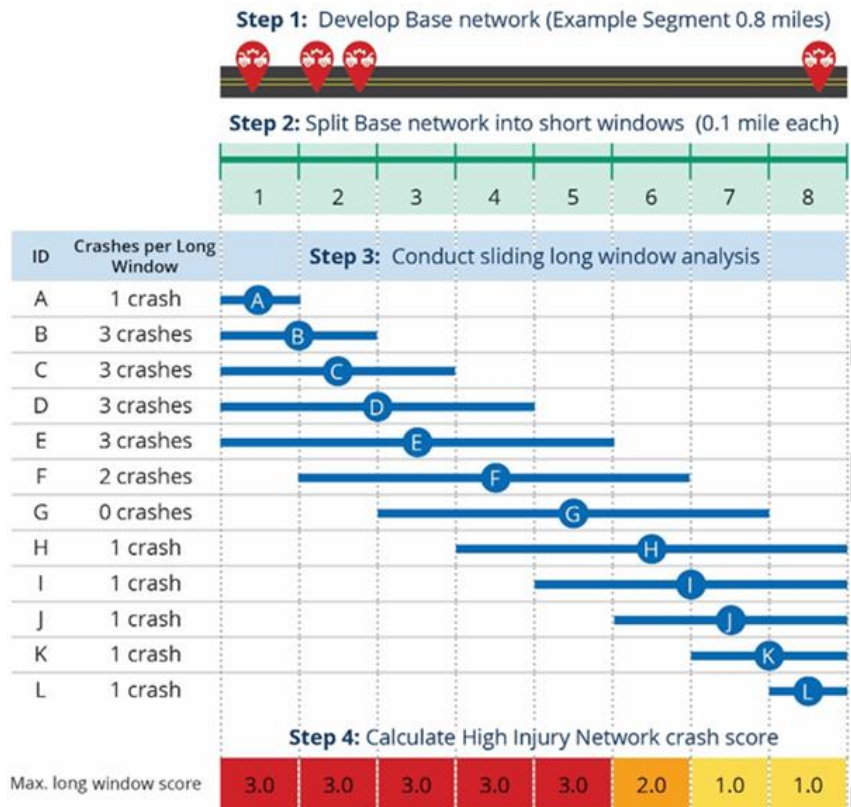 Step 1: Develop Base network (Example Segment 0.8 miles)
Step 2: Split Base network into short windows (0.1 mile each)
1 2 3 4 5 6 7 8
ID Crashes per Long Window Step 3: Conduct sliding long window analysis
A 1 crash A
B 3 crashes B
C 3 crashes C
D 3 crashes D
E 3 crashes E
F 2 crashes F
G 0 crashes G
H 1 crash H
I 1 crash I
J 1 crash J
K 1 crash K
L 1 crash L
Step 4: Calculate High Injury Network crash score
Max. long window score 3.0 3.0 3.0 3.0 3.0 2.0 1.0 1.0